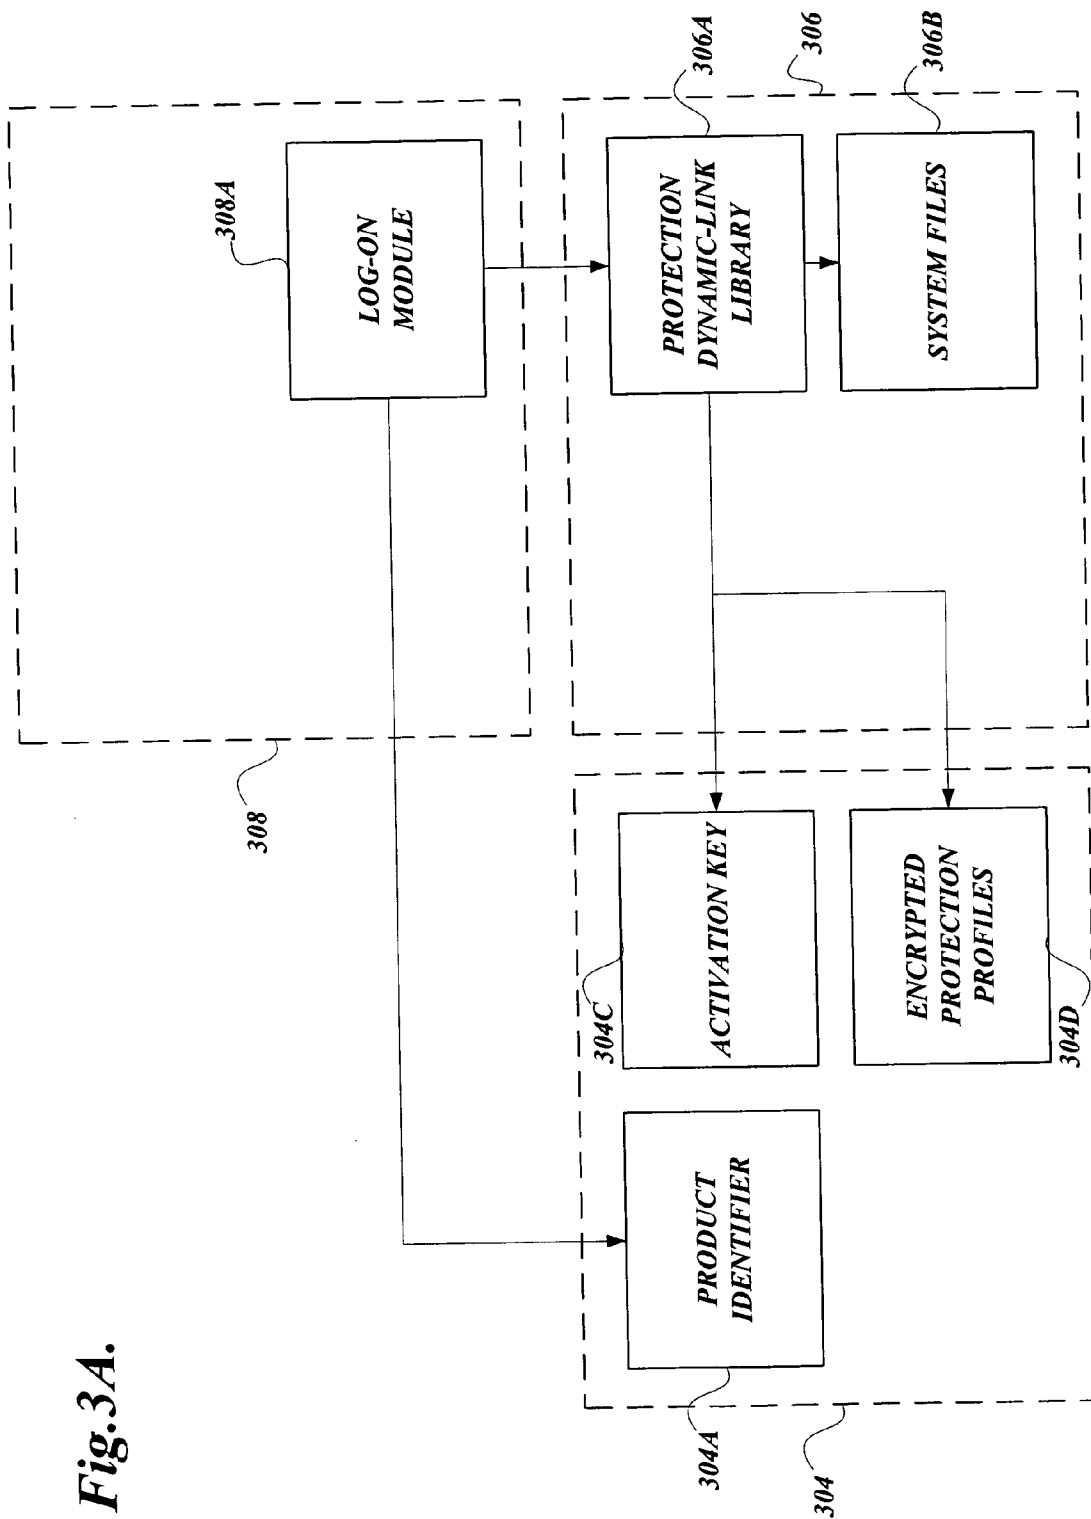 Fig.3A.
308
308A
LOG-ON
MODULE
304
304A
PRODUCT
IDENTIFIER
304C
ACTIVATION KEY
304D
ENCRYPTED
PROTECTION
PROFILES
306
306A
PROTECTION
DYNAMIC-LINK
LIBRARY
306B
SYSTEM FILES